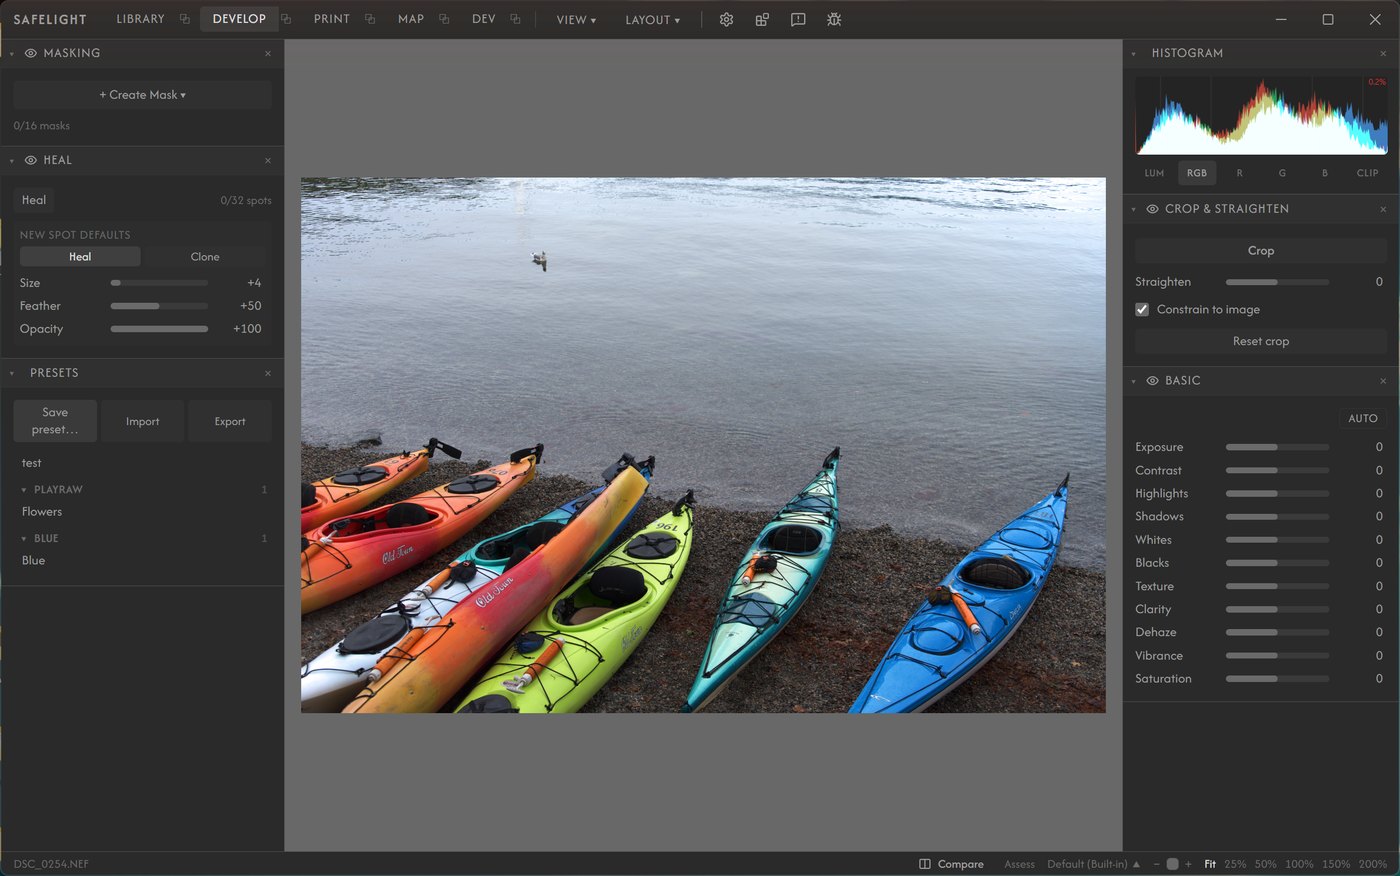 SAFELIGHT LIBRARY DEVELOP PRINT MAP DEV VIEW ▾ LAYOUT ▾
MASKING
+ Create Mask ▾
0/16 masks
HEAL
Heal 0/32 spots
NEW SPOT DEFAULTS
Heal Clone
Size +4
Feather +50
Opacity +100
PRESETS
Save preset...
Import
Export
test
PLAYRAW 1
Flowers
BLUE 1
Blue
Old Town
Old Town
196
HISTOGRAM
0.2%
LUM RGB R G B CLIP
CROP & STRAIGHTEN
Crop
Straighten 0
Constrain to image
Reset crop
BASIC
AUTO
Exposure 0
Contrast 0
Highlights 0
Shadows 0
Whites 0
Blacks 0
Texture 0
Clarity 0
Dehaze 0
Vibrance 0
Saturation 0
DSC_0254.NEF
Compare Assess Default (Built-in) ▲ − + Fit 25% 50% 100% 150% 200%